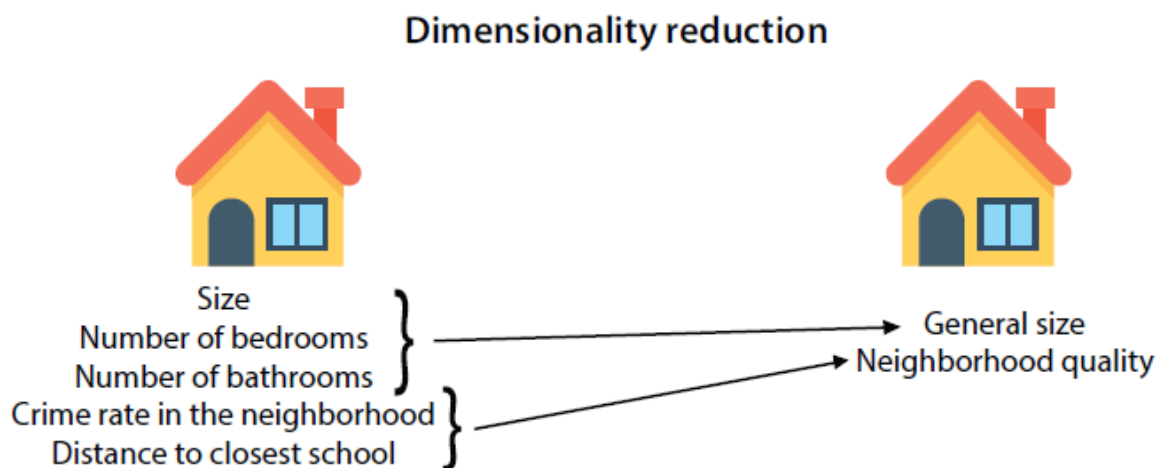 Dimensionality reduction
Size
Number of bedrooms
Number of bathrooms
Crime rate in the neighborhood
Distance to closest school
General size
Neighborhood quality